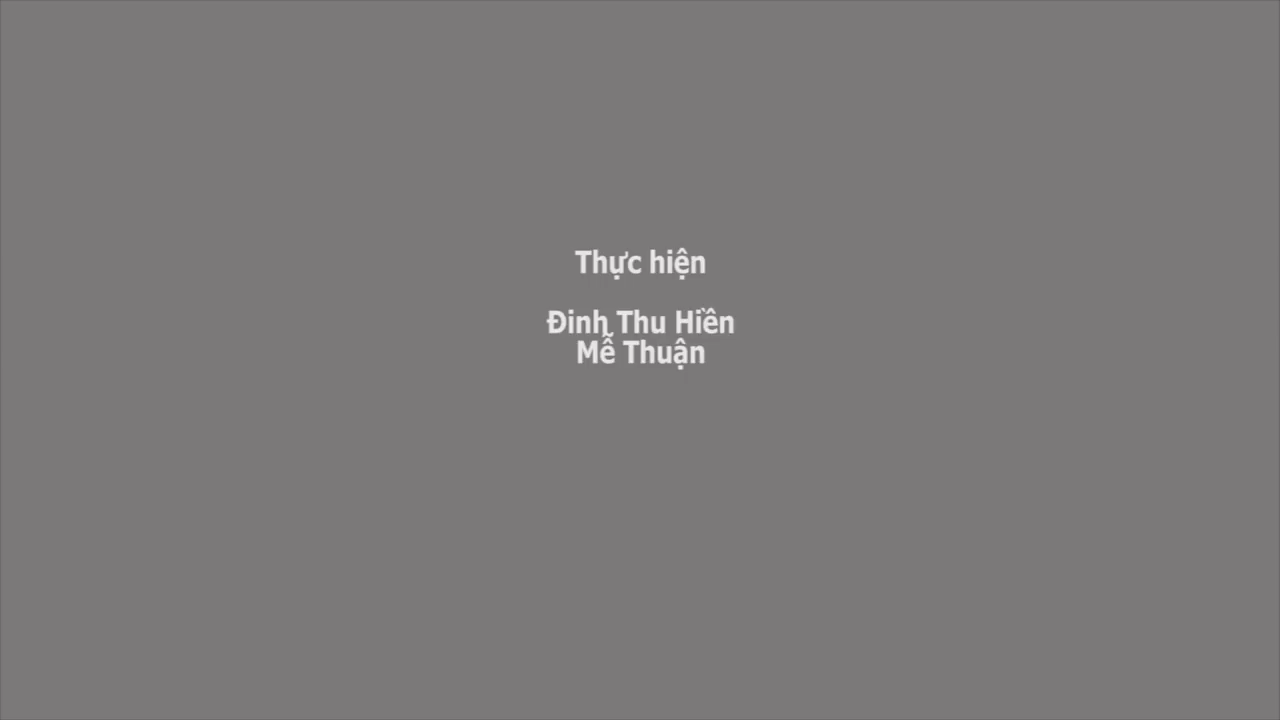 Thực hiện
Đinh Thu Hiền
Mễ Thuận